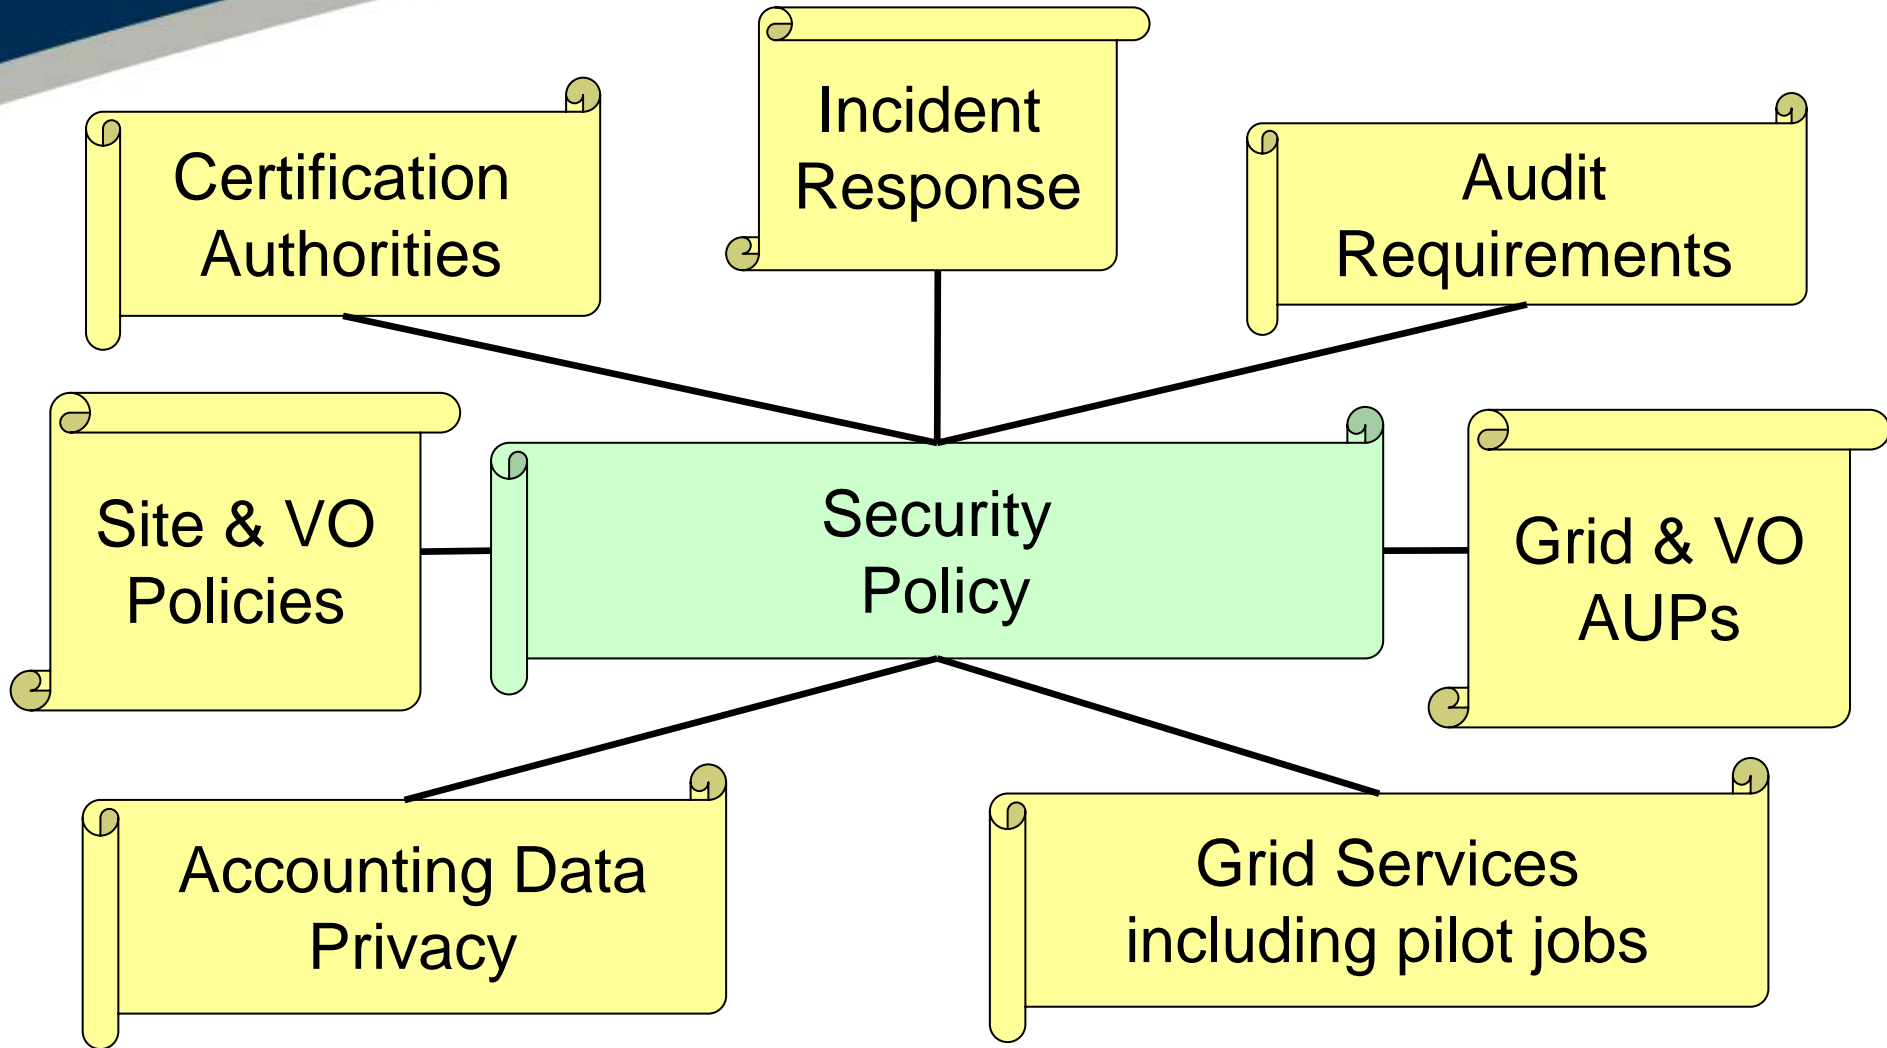 Certification
Authorities
Incident
Response
Audit
Requirements
Site & VO
Policies
Security
Policy
Grid & VO
AUPs
Accounting Data
Privacy
Grid Services
including pilot jobs